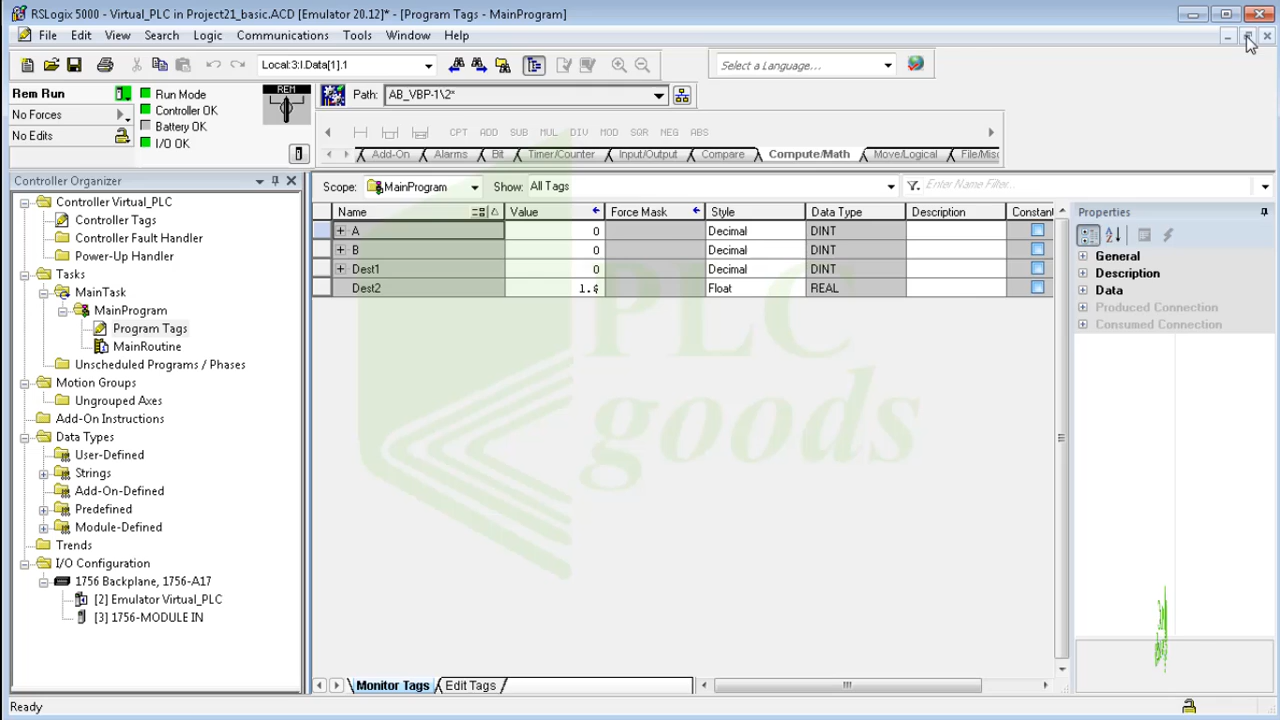 RSLogix 5000 - Virtual_PLC in Project21_basic.ACD [Emulator 20.12]* - [Program Tags - MainProgram]
File Edit View Search Logic Communications Tools Window Help
Local:3:I.Data[1].1
Select a Language...
Rem Run
No Forces
No Edits
Run Mode
Controller OK
Battery OK
I/O OK
REM
Path: AB_VBP-1\2*
CPT ADD SUB MUL DIV MOD SQR NEG ABS
Add-On Alarms Bit Timer/Counter Input/Output Compare Compute/Math Move/Logical File/Misc
Controller Organizer
Controller Virtual_PLC
Controller Tags
Controller Fault Handler
Power-Up Handler
Tasks
MainTask
MainProgram
Program Tags
MainRoutine
Unscheduled Programs / Phases
Motion Groups
Ungrouped Axes
Add-On Instructions
Data Types
User-Defined
Strings
Add-On-Defined
Predefined
Module-Defined
Trends
I/O Configuration
1756 Backplane, 1756-A17
[2] Emulator Virtual_PLC
[3] 1756-MODULE IN
Scope: MainProgram Show: All Tags Enter Name Filter...
Name Value Force Mask Style Data Type Description Constant
A 0 Decimal DINT
B 0 Decimal DINT
Dest1 0 Decimal DINT
Dest2 1.$ Float REAL
PLC
goods
Monitor Tags Edit Tags
Properties
General
Description
Data
Produced Connection
Consumed Connection
Ready